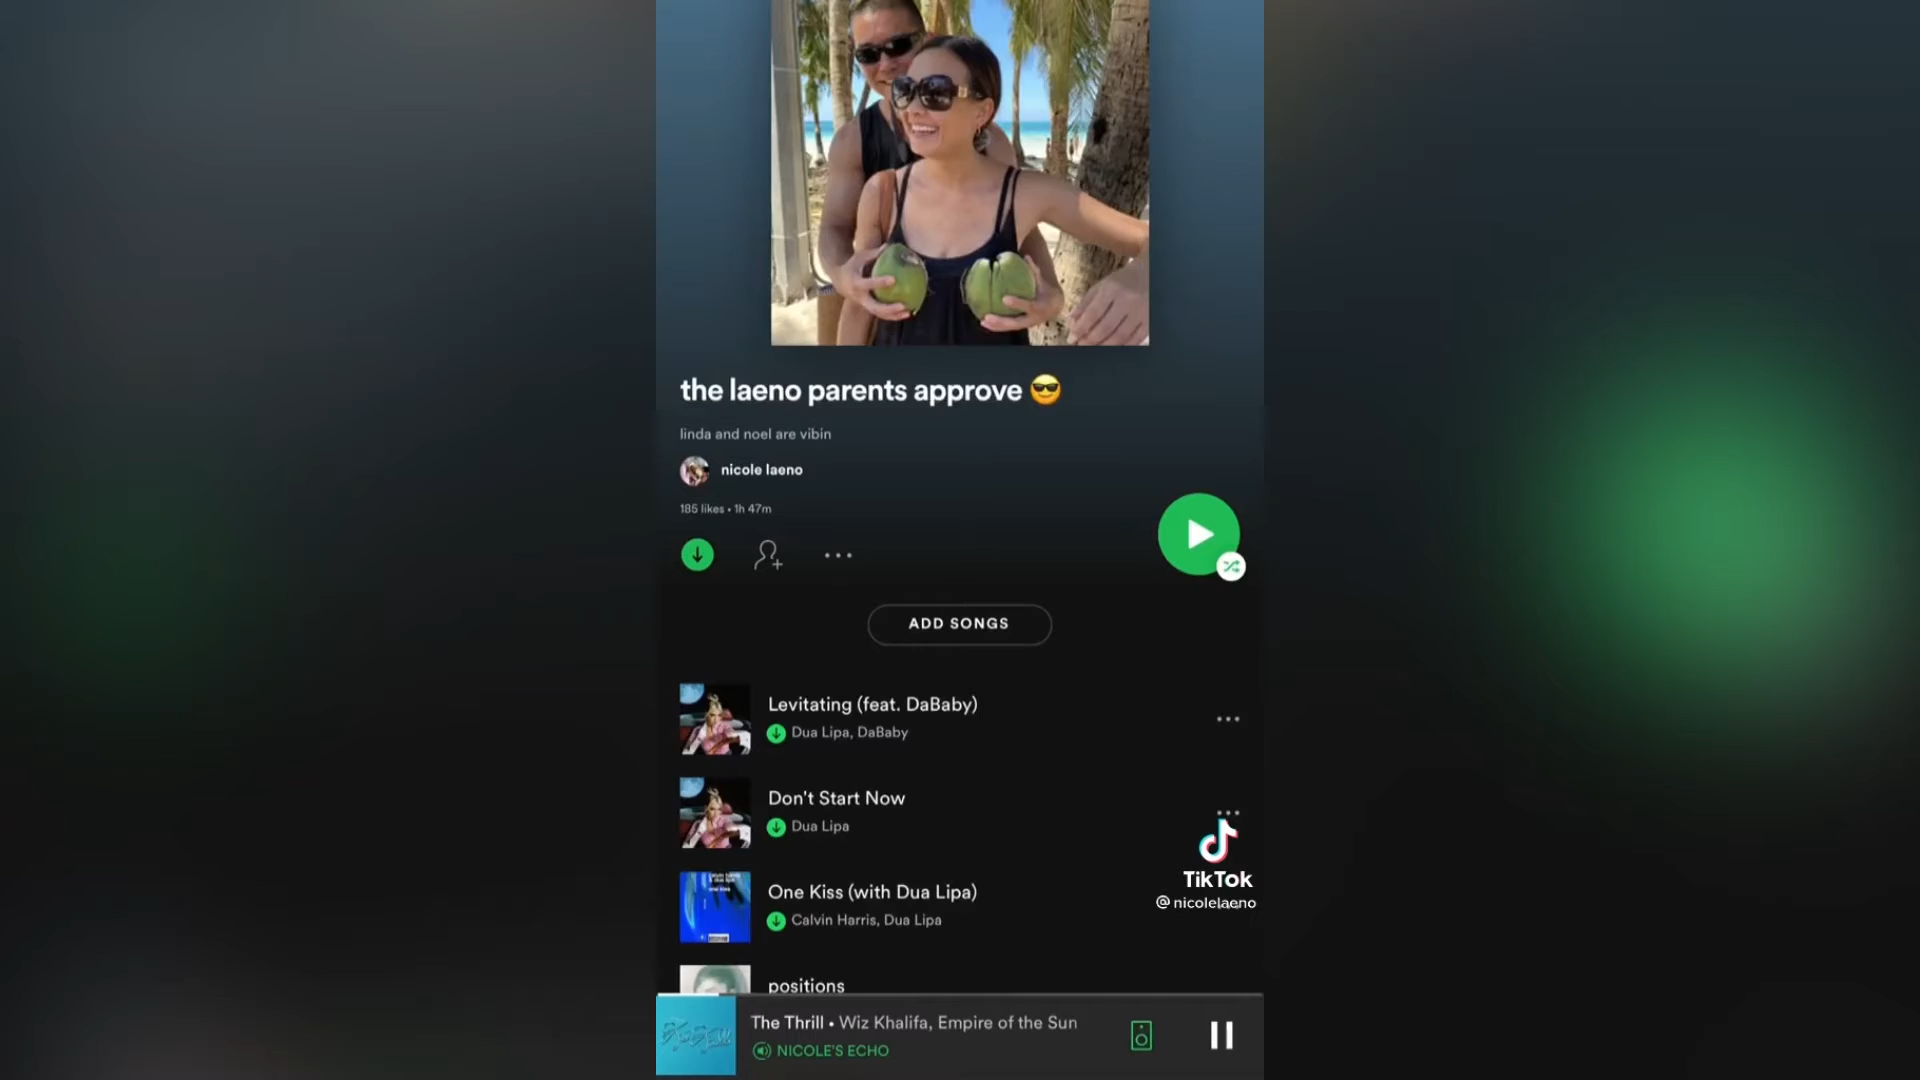 the laeno parents approve 😎
linda and noel are vibin
nicole laeno
185 likes • 1h 47m
ADD SONGS
Levitating (feat. DaBaby)
Dua Lipa, DaBaby
Don't Start Now
Dua Lipa
TikTok
@nicolelaeno
One Kiss (with Dua Lipa)
Calvin Harris, Dua Lipa
positions
The Thrill • Wiz Khalifa, Empire of the Sun
NICOLE'S ECHO